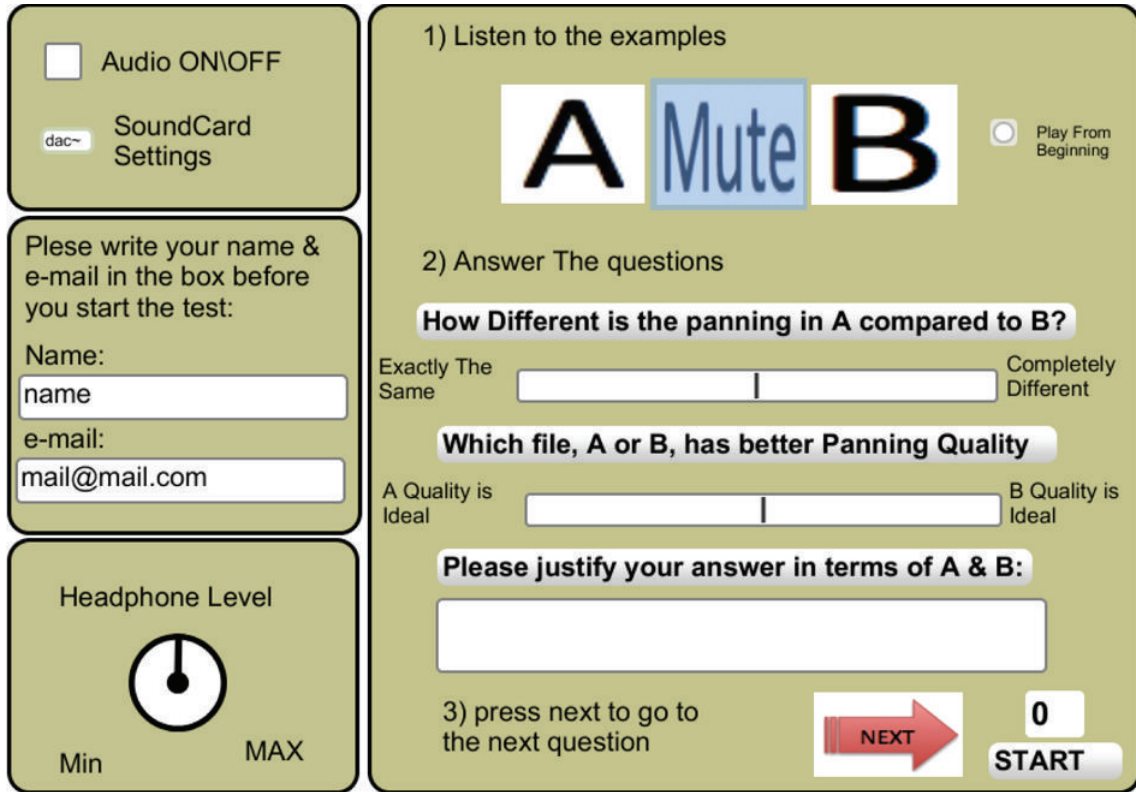 Audio ON\OFF
dac~
SoundCard
Settings
Plese write your name &
e-mail in the box before
you start the test:
Name:
name
e-mail:
mail@mail.com
Headphone Level
Min
MAX
1) Listen to the examples
A
Mute
B
Play From
Beginning
2) Answer The questions
How Different is the panning in A compared to B?
Exactly The
Same
Completely
Different
Which file, A or B, has better Panning Quality
A Quality is
Ideal
B Quality is
Ideal
Please justify your answer in terms of A & B:
3) press next to go to
the next question
NEXT
0
START